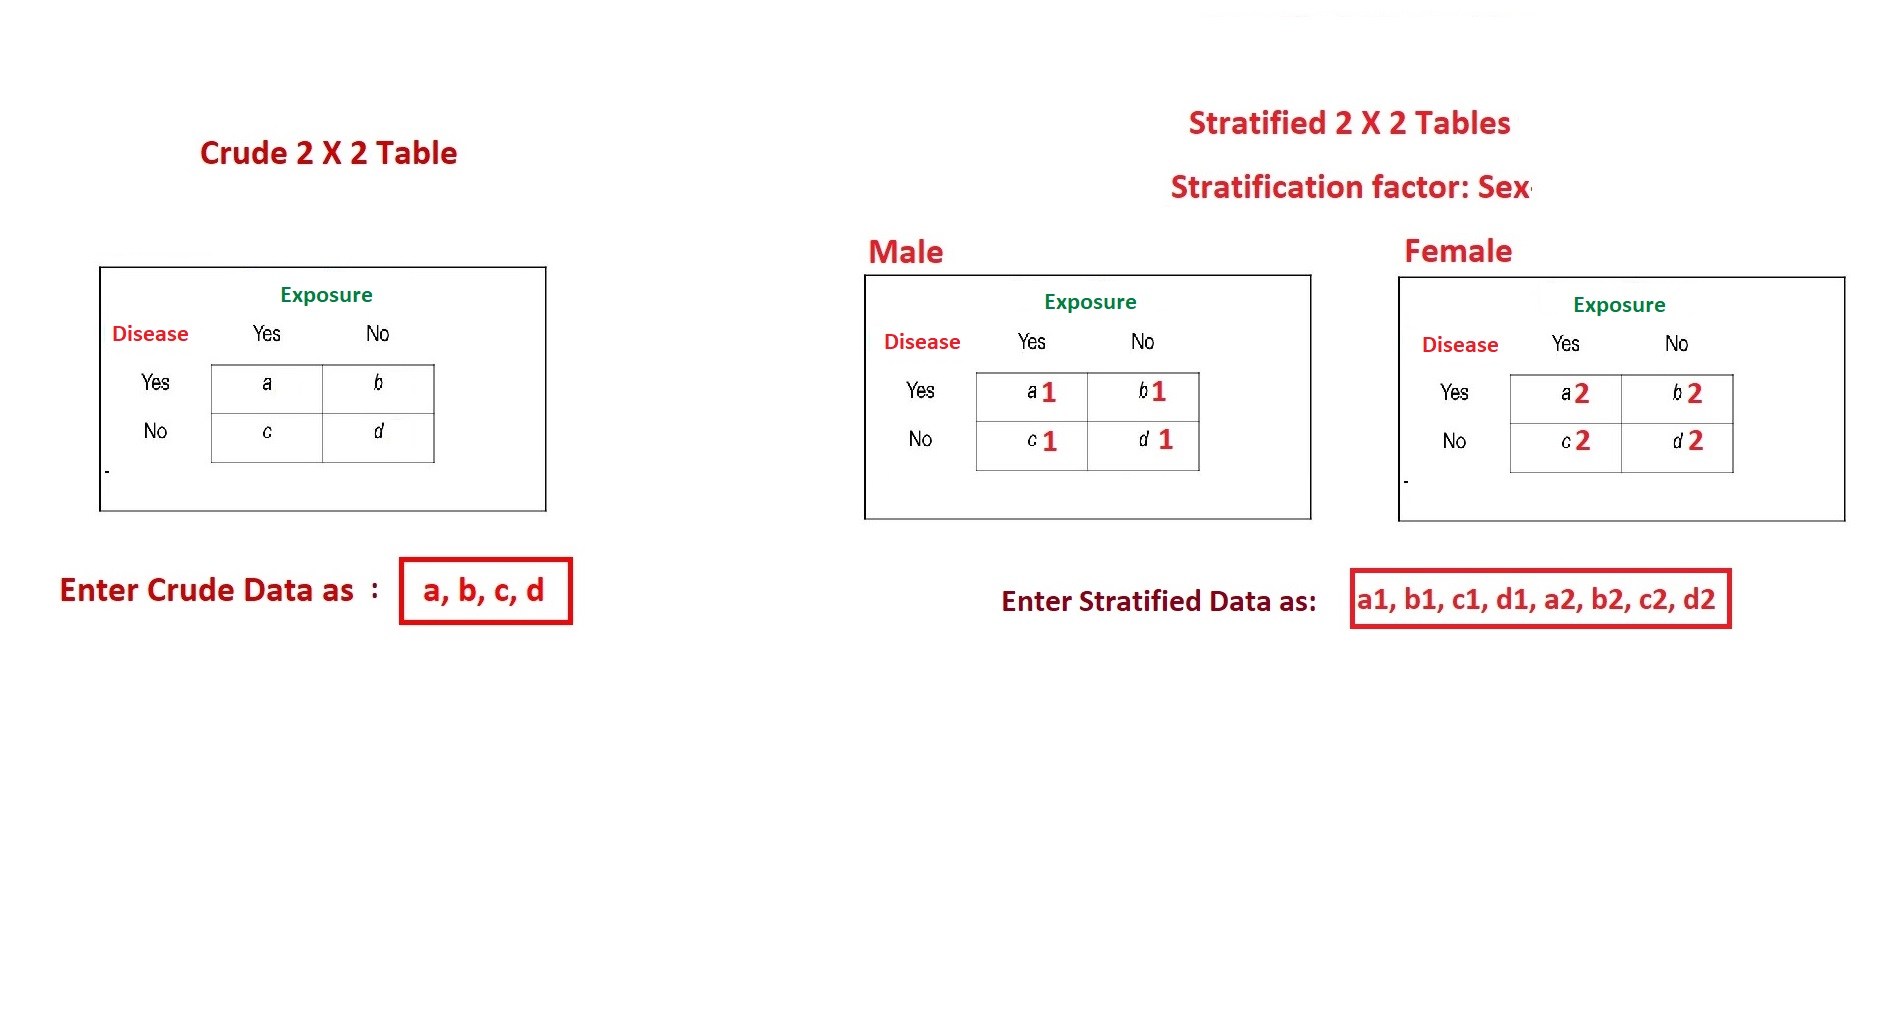 Crude 2 X 2 Table
Exposure
Disease Yes No
Yes a b
No c d
-
Enter Crude Data as : a, b, c, d
Stratified 2 X 2 Tables
Stratification factor: Sex
Male
Exposure
Disease Yes No
Yes a 1 b 1
No c 1 d 1
Female
Exposure
Disease Yes No
Yes a 2 b 2
No c 2 d 2
-
Enter Stratified Data as: a1, b1, c1, d1, a2, b2, c2, d2